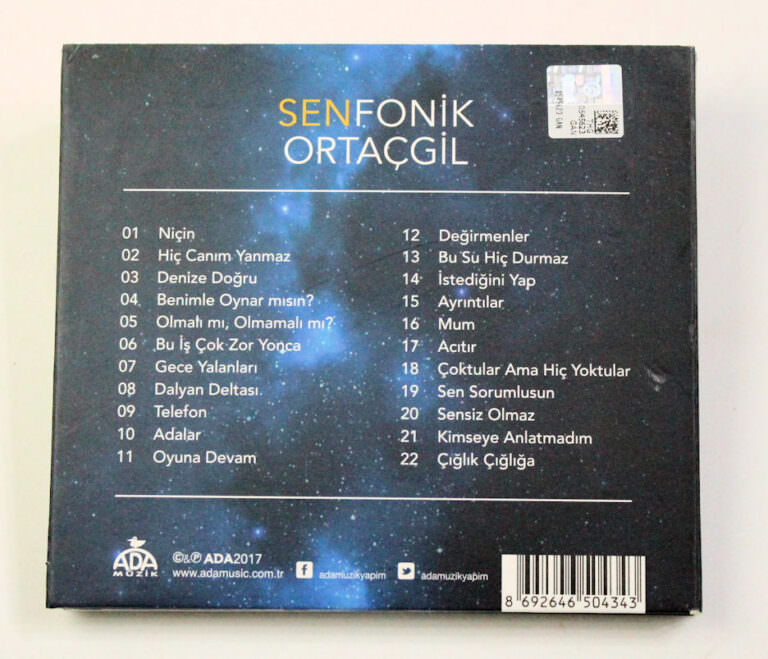 SENFONİK
ORTAÇGİL
01 Niçin
02 Hiç Canım Yanmaz
03 Denize Doğru
04 Benimle Oynar mısın?
05 Olmalı mı, Olmamalı mı?
06 Bu İş Çok Zor Yonca
07 Gece Yalanları
08 Dalyan Deltası
09 Telefon
10 Adalar
11 Oyuna Devam
12 Değirmenler
13 Bu Su Hiç Durmaz
14 İstediğini Yap
15 Ayrıntılar
16 Mum
17 Acıtır
18 Çoktular Ama Hiç Yoktular
19 Sen Sorumlusun
20 Sensiz Olmaz
21 Kimseye Anlatmadım
22 Çığlık Çığlığa
ADA
MÜZİK
©&℗ ADA2017
www.adamusic.com.tr
adamuzikyapim
adamuzikyapim
8 692646 504343